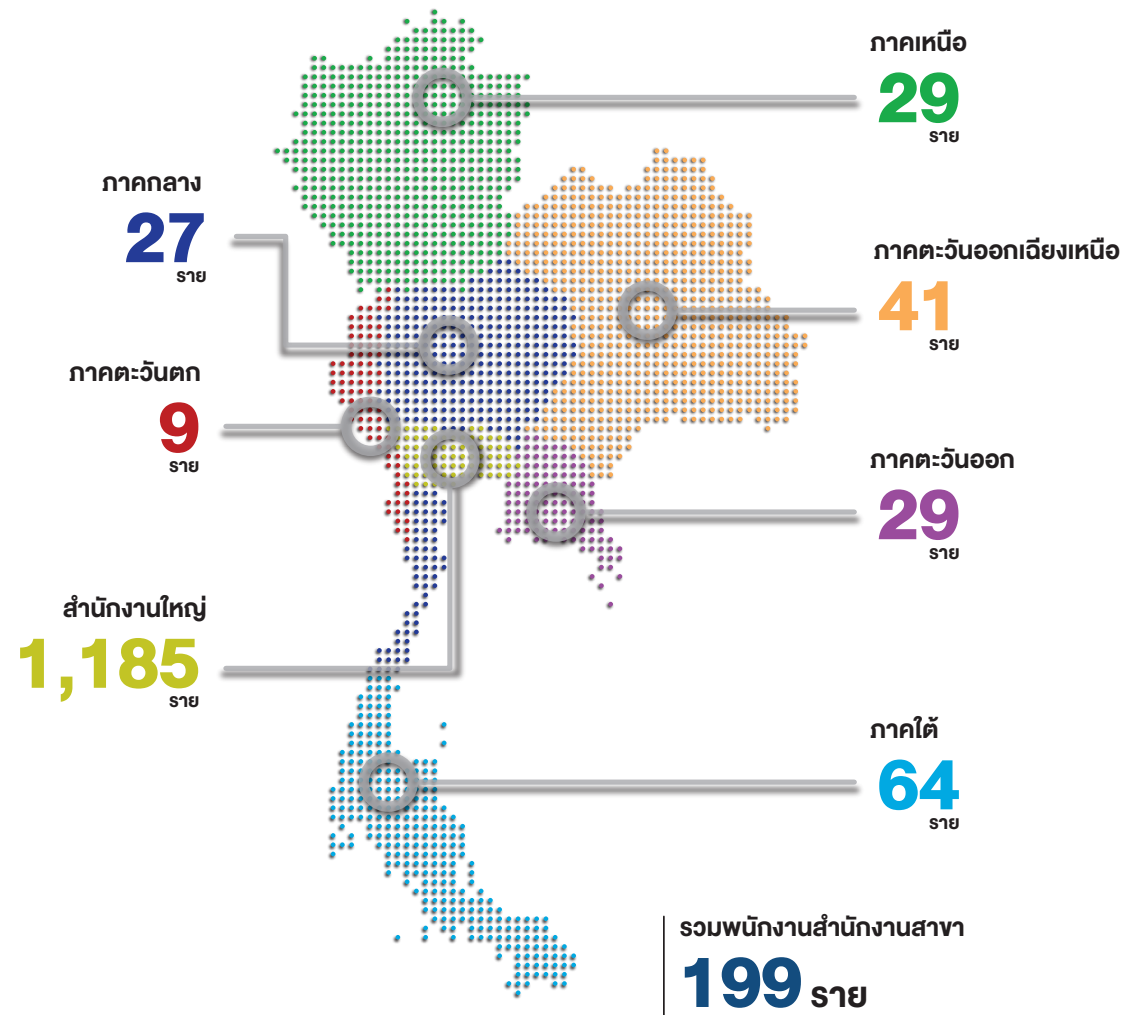 ภาคเหนือ
29
ราย
ภาคกลาง
27
ราย
ภาคตะวันออกเฉียงเหนือ
41
ราย
ภาคตะวันตก
9
ราย
ภาคตะวันออก
29
ราย
สำนักงานใหญ่
1,185
ราย
ภาคใต้
64
ราย
รวมพนักงานสำนักงานสาขา
199 ราย